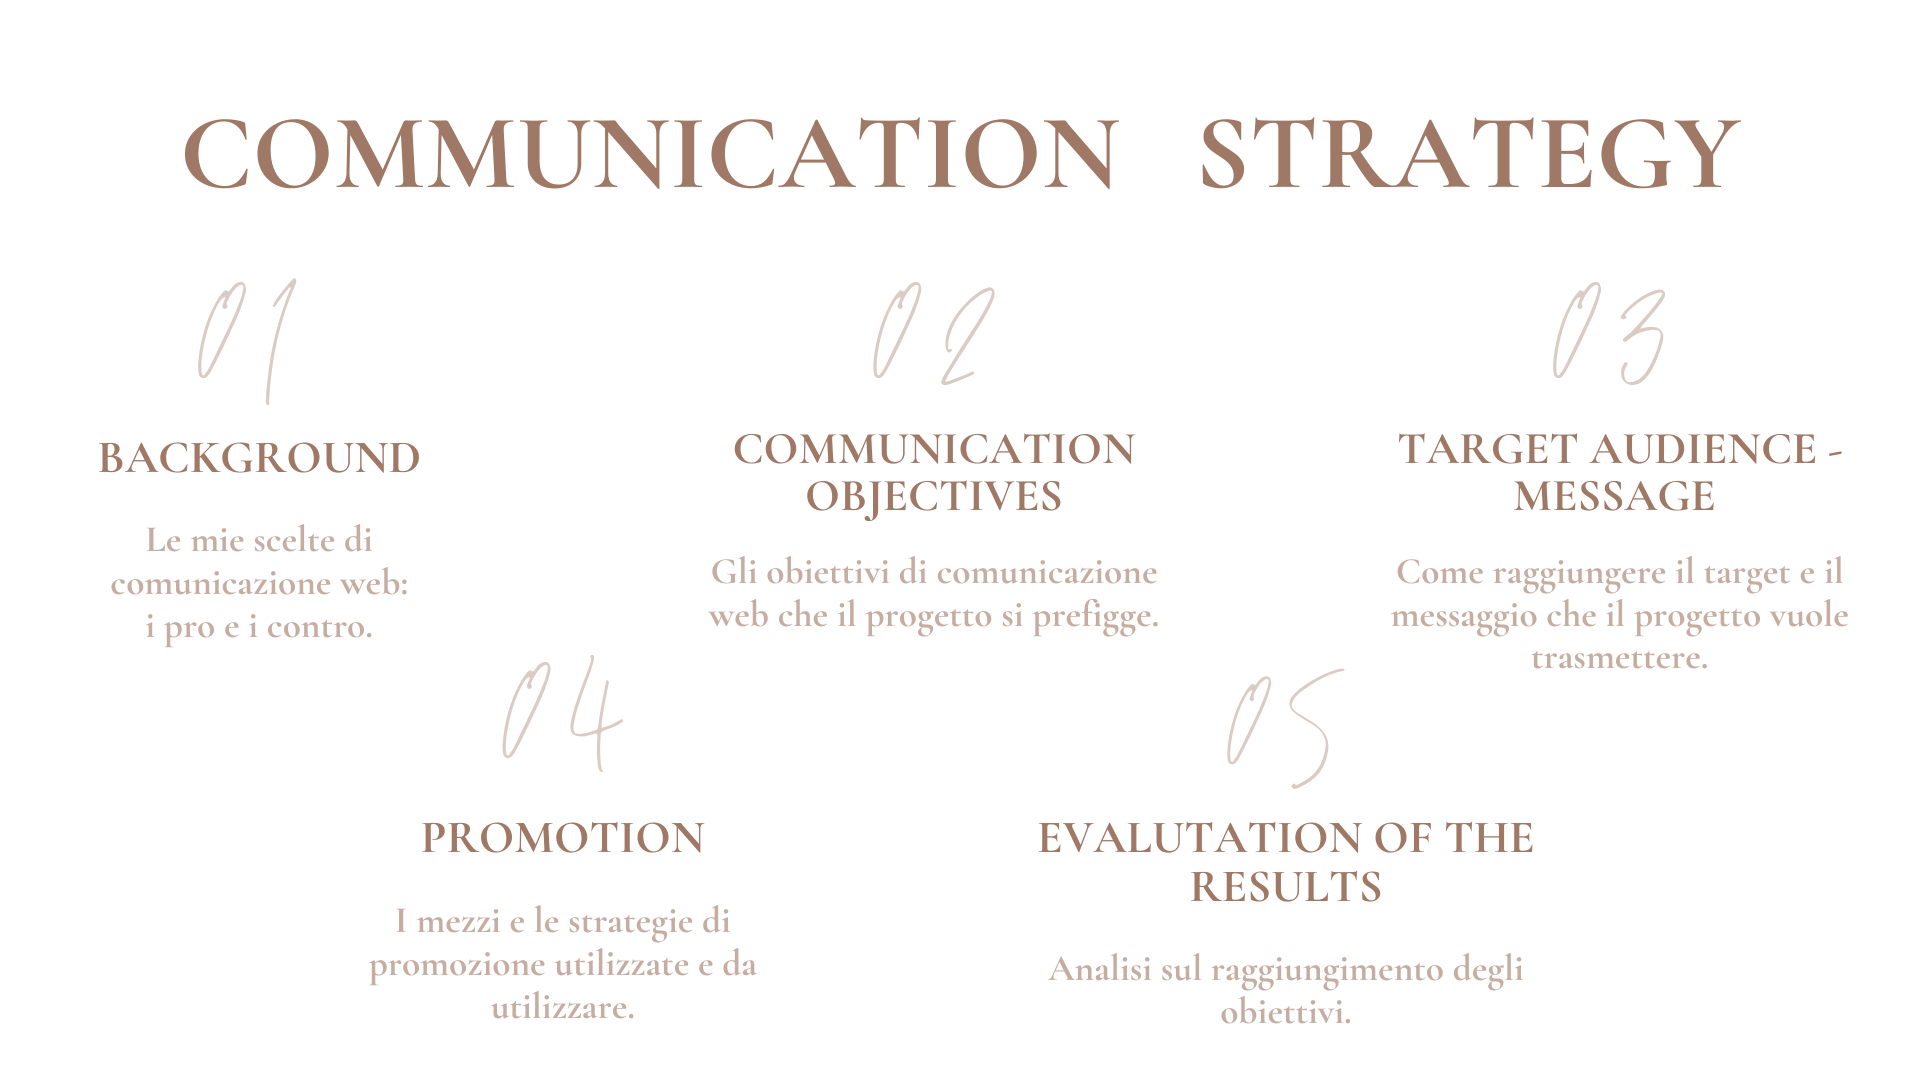 COMMUNICATION STRATEGY
01
BACKGROUND
Le mie scelte di
comunicazione web:
i pro e i contro.
02
COMMUNICATION
OBJECTIVES
Gli obiettivi di comunicazione
web che il progetto si prefigge.
03
TARGET AUDIENCE -
MESSAGE
Come raggiungere il target e il
messaggio che il progetto vuole
trasmettere.
04
PROMOTION
I mezzi e le strategie di
promozione utilizzate e da
utilizzare.
05
EVALUTATION OF THE
RESULTS
Analisi sul raggiungimento degli
obiettivi.